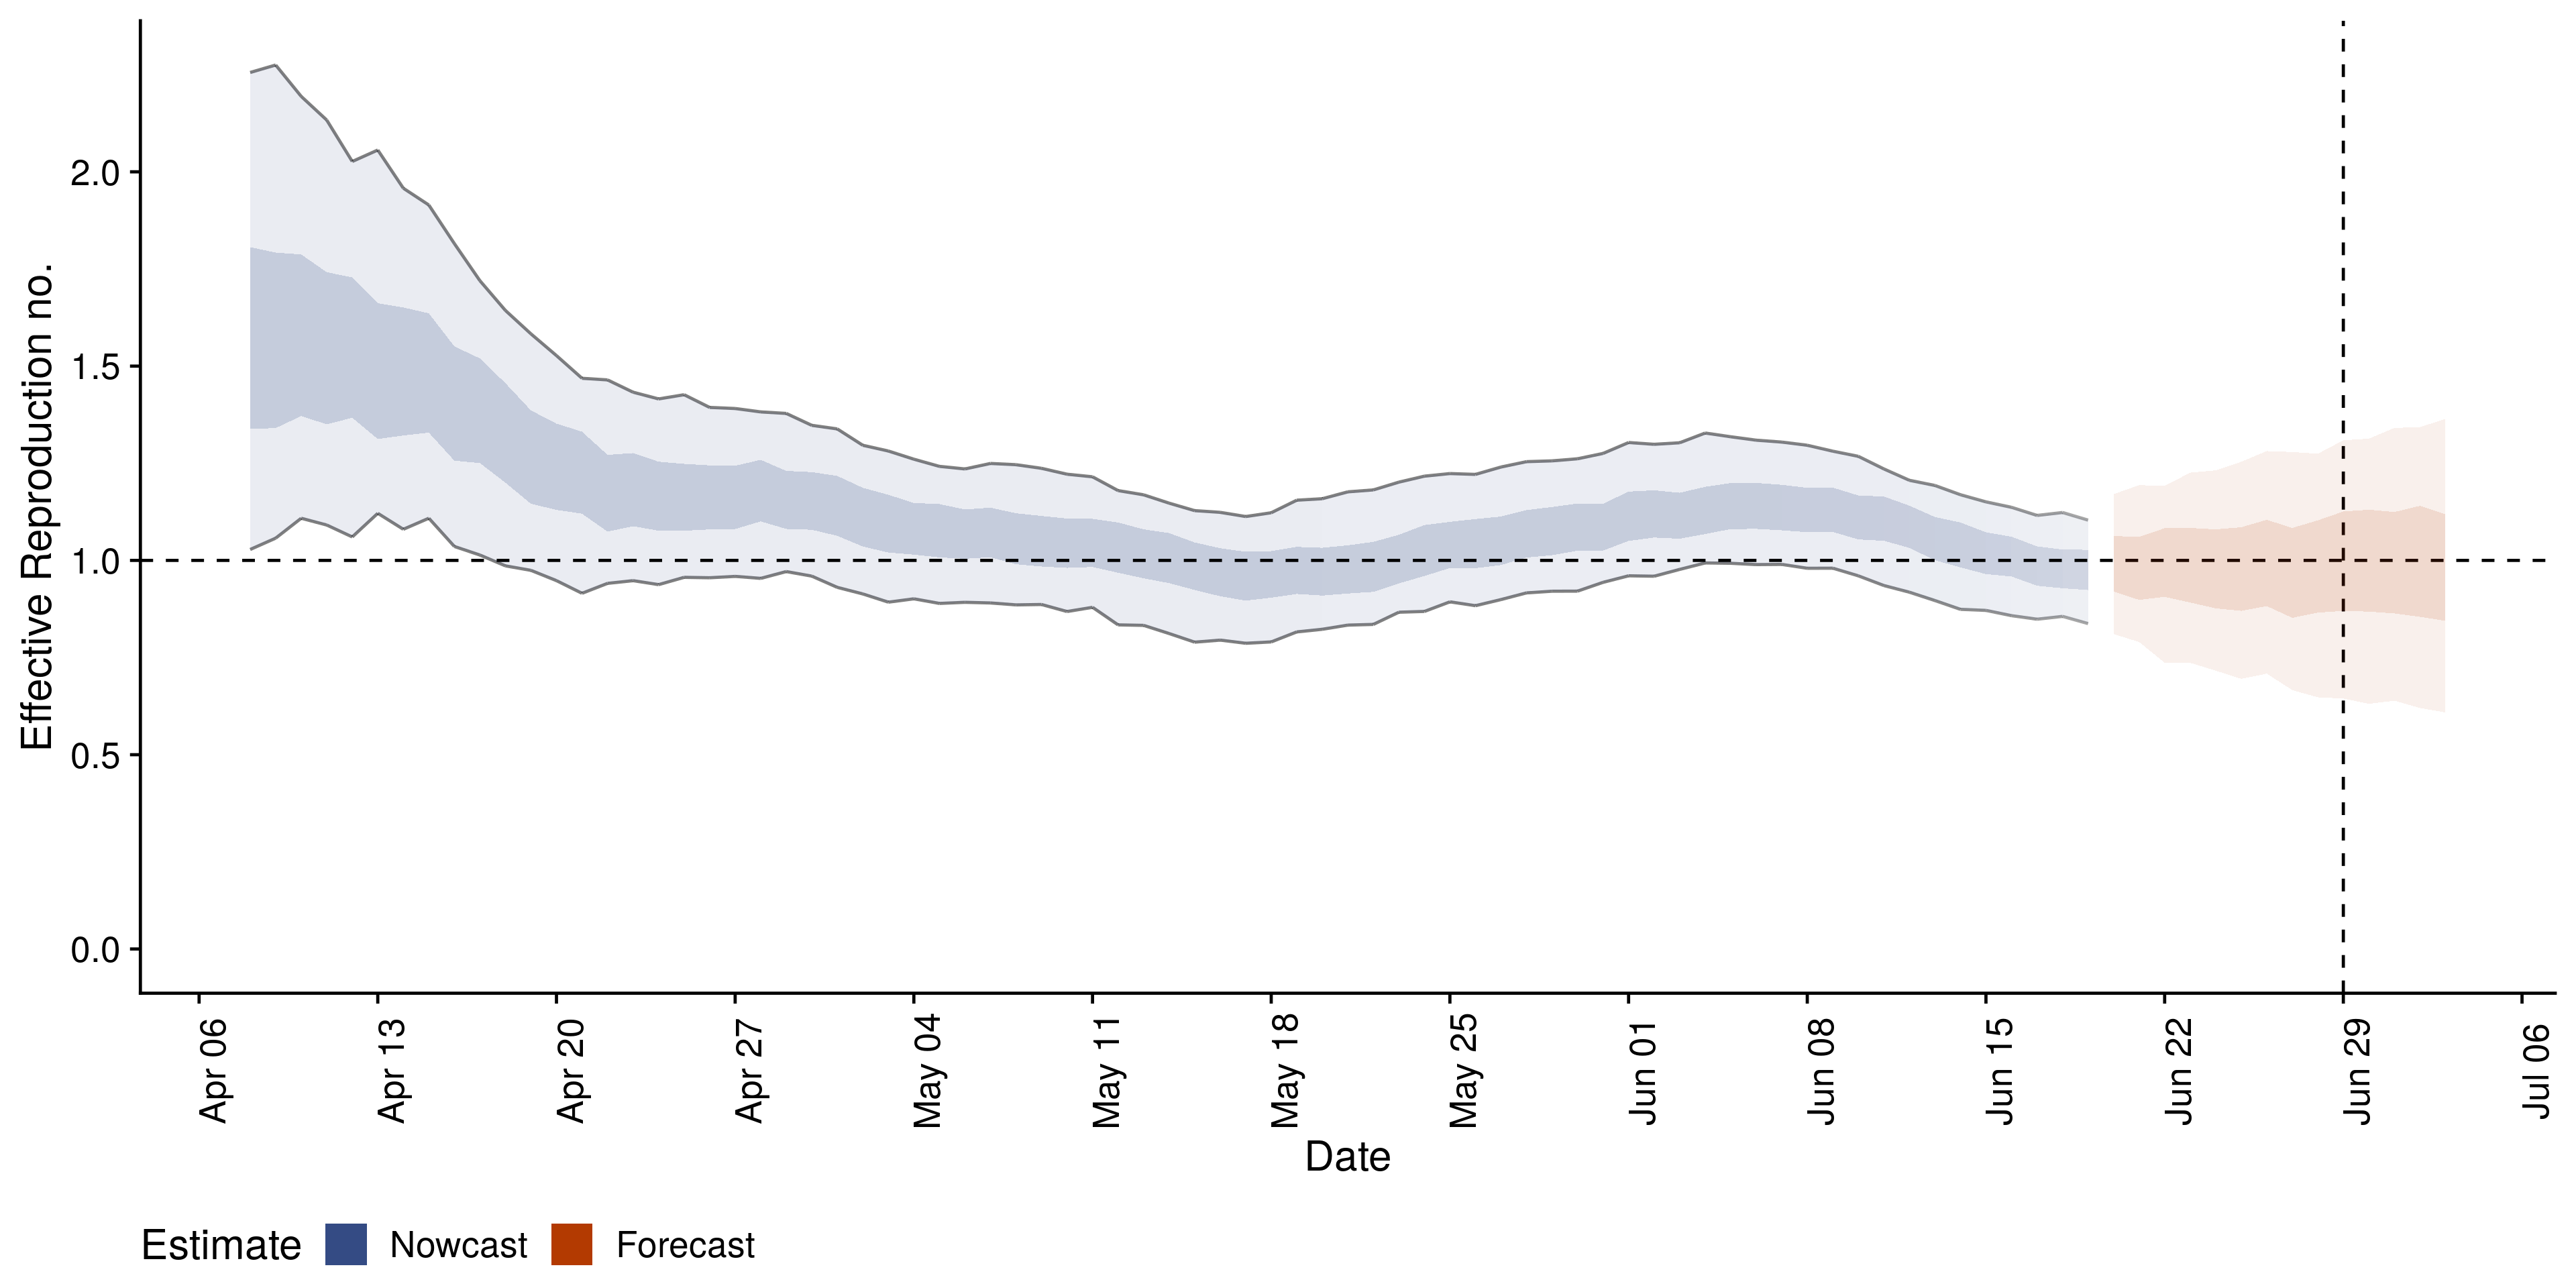 Effective Reproduction no.
2.0
1.5
1.0
0.5
0.0
Apr 06
Apr 13
Apr 20
Apr 27
May 04
May 11
May 18
May 25
Jun 01
Jun 08
Jun 15
Jun 22
Jun 29
Jul 06
Date
Estimate Nowcast Forecast